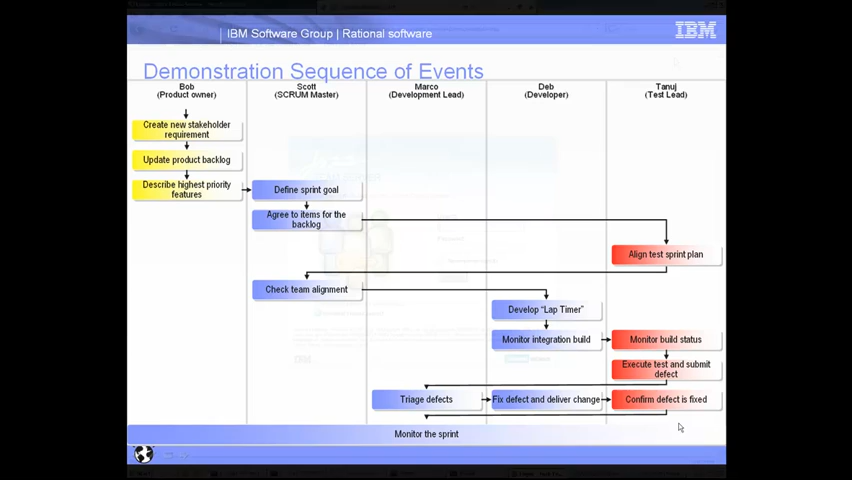 IBM Software Group | Rational software
IBM
Demonstration Sequence of Events
Bob
(Product owner)
Scott
(SCRUM Master)
Marco
(Development Lead)
Deb
(Developer)
Tanuj
(Test Lead)
Create new stakeholder
requirement
Update product backlog
Describe highest priority
features
Define sprint goal
Agree to items for the
backlog
Align test sprint plan
Check team alignment
Develop "Lap Timer"
Monitor integration build
Monitor build status
Execute test and submit
defect
Triage defects
Fix defect and deliver change
Confirm defect is fixed
Monitor the sprint
IBM